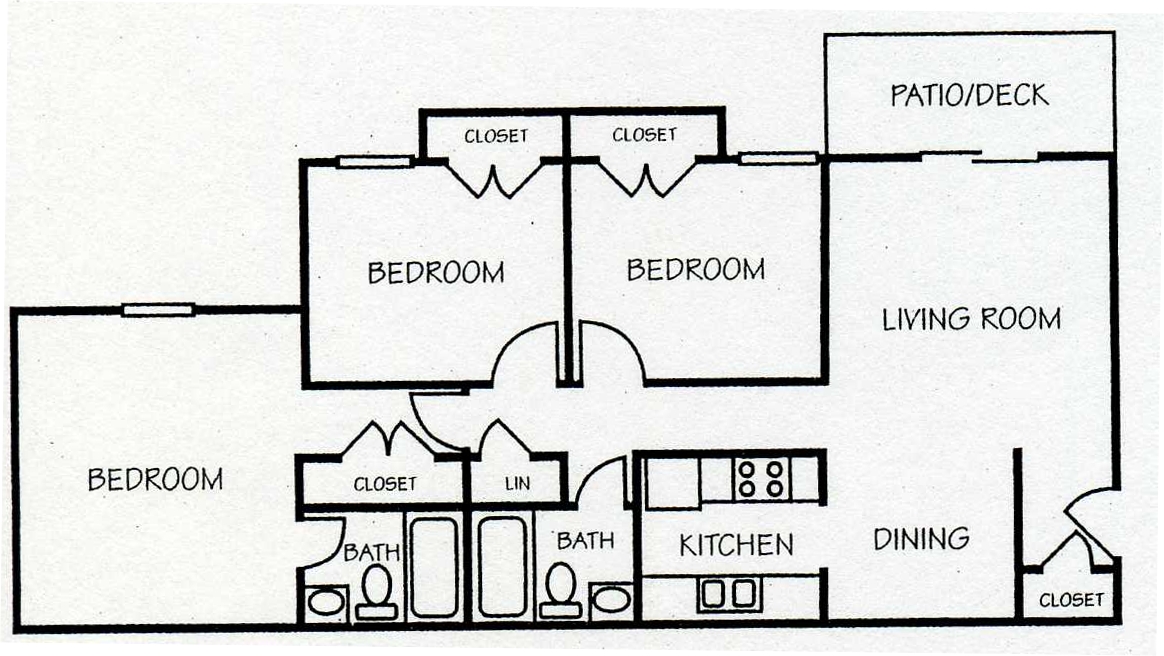 PATIO/DECK
CLOSET
CLOSET
BEDROOM
BEDROOM
LIVING ROOM
BEDROOM
CLOSET
LIN
BATH
BATH
KITCHEN
DINING
CLOSET